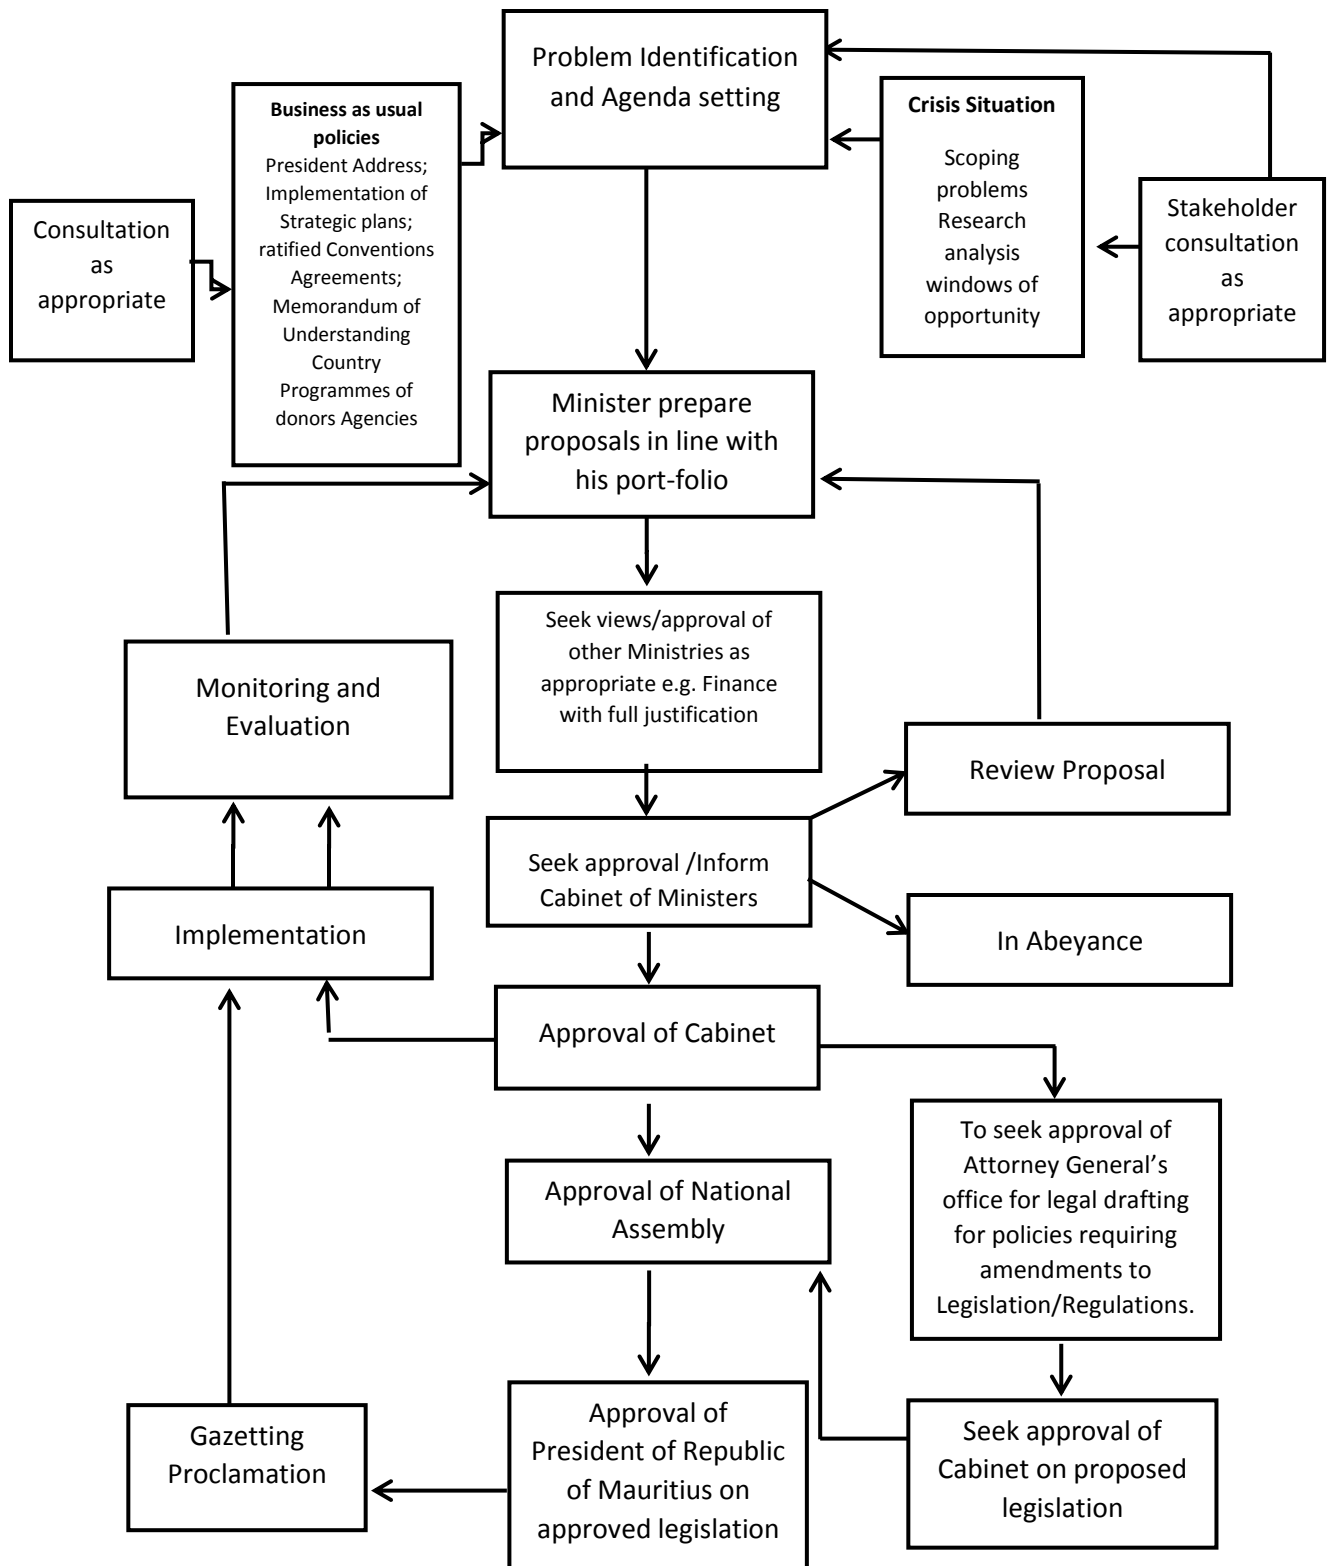 Problem Identification
and Agenda setting
Business as usual
policies
President Address;
Implementation of
Strategic plans;
ratified Conventions
Agreements;
Memorandum of
Understanding
Country
Programmes of
donors Agencies
Crisis Situation
Scoping
problems
Research
analysis
windows of
opportunity
Consultation
as
appropriate
Stakeholder
consultation
as
appropriate
Minister prepare
proposals in line with
his port-folio
Seek views/approval of
other Ministries as
appropriate e.g. Finance
with full justification
Monitoring and
Evaluation
Review Proposal
Seek approval /Inform
Cabinet of Ministers
Implementation
In Abeyance
Approval of Cabinet
To seek approval of
Attorney General’s
office for legal drafting
for policies requiring
amendments to
Legislation/Regulations.
Approval of National
Assembly
Gazetting
Proclamation
Approval of
President of Republic
of Mauritius on
approved legislation
Seek approval of
Cabinet on proposed
legislation